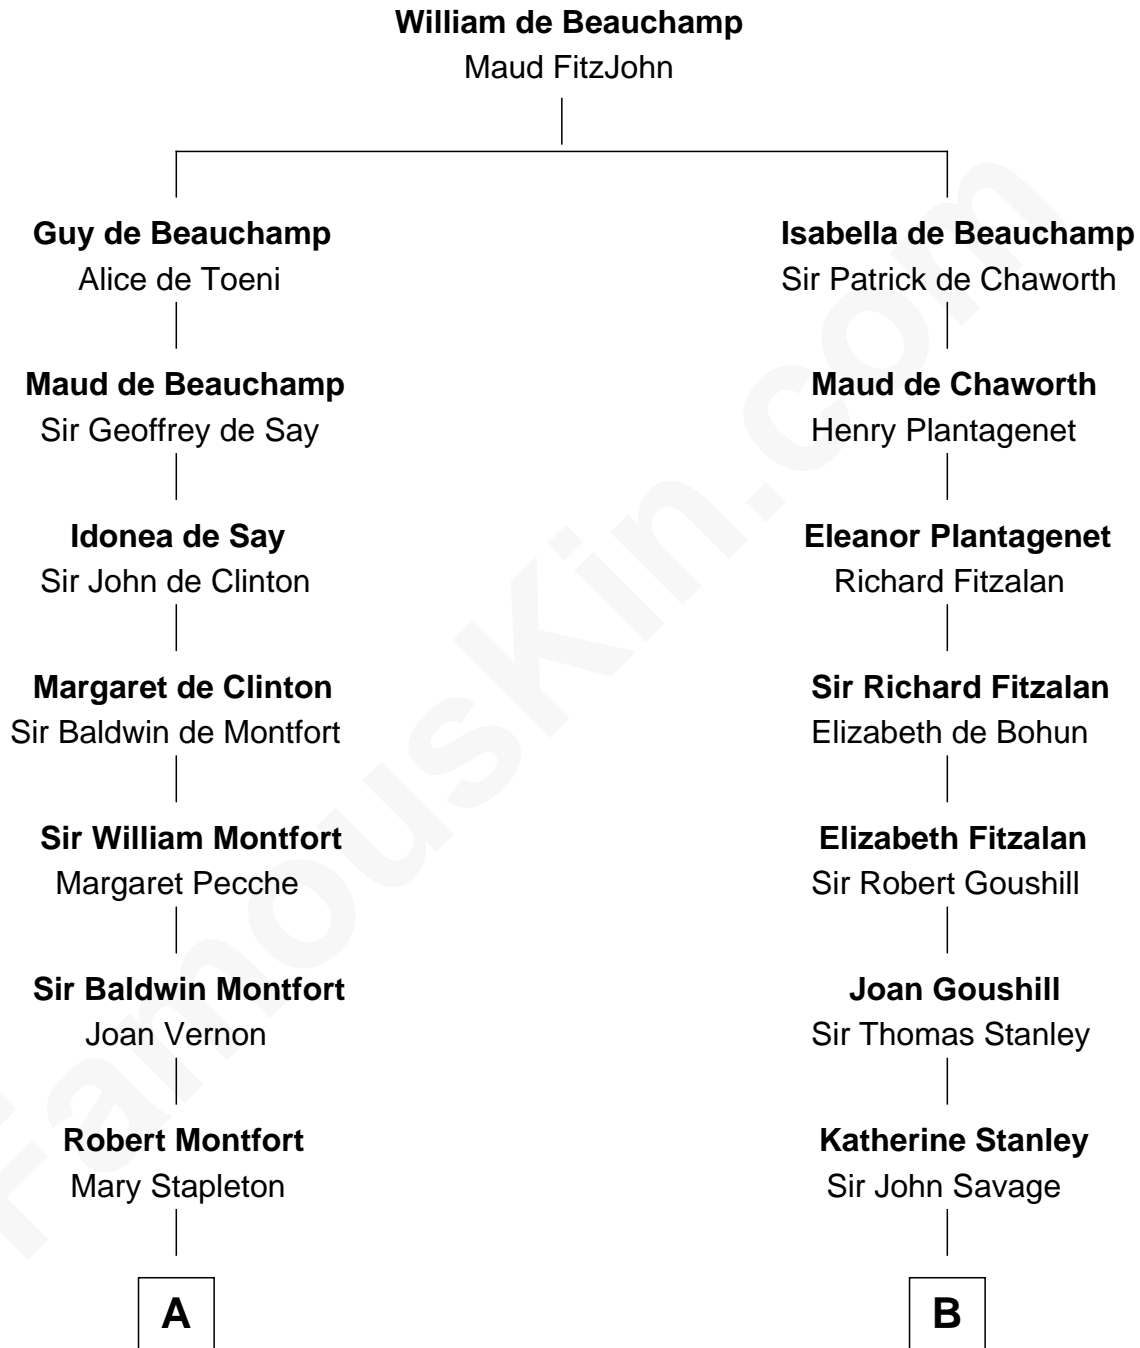 William de Beauchamp
Maud FitzJohn
Guy de Beauchamp
Alice de Toeni
Isabella de Beauchamp
Sir Patrick de Chaworth
Maud de Beauchamp
Sir Geoffrey de Say
Maud de Chaworth
Henry Plantagenet
Idonea de Say
Sir John de Clinton
Eleanor Plantagenet
Richard Fitzalan
Margaret de Clinton
Sir Baldwin de Montfort
Sir Richard Fitzalan
Elizabeth de Bohun
Sir William Montfort
Margaret Pecche
Elizabeth Fitzalan
Sir Robert Goushill
Sir Baldwin Montfort
Joan Vernon
Joan Goushill
Sir Thomas Stanley
Robert Montfort
Mary Stapleton
Katherine Stanley
Sir John Savage
A
B
FamousKin.com